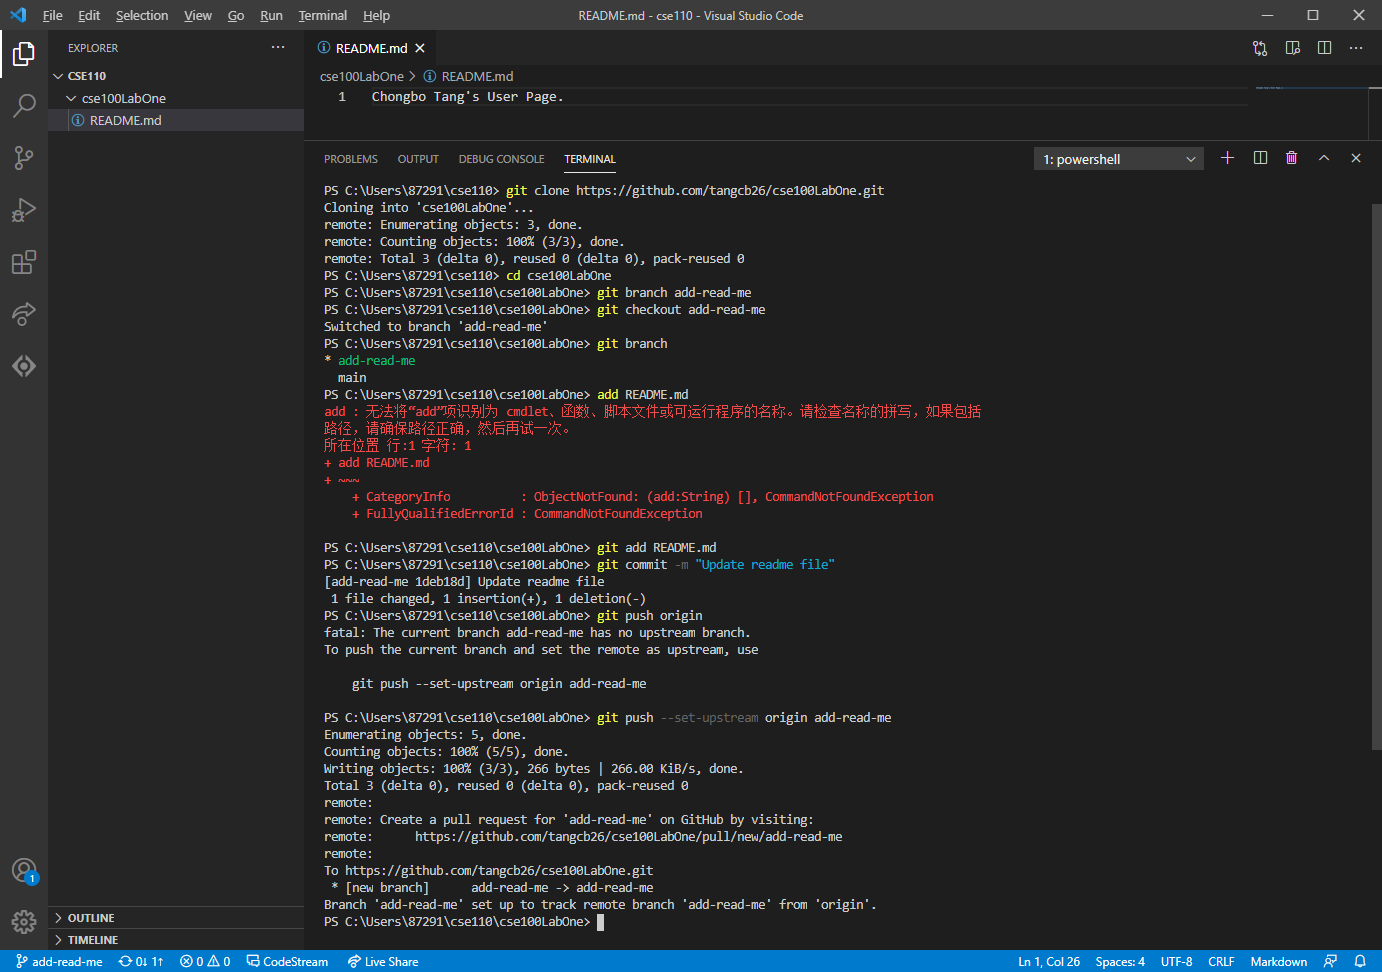 File Edit Selection View Go Run Terminal Help README.md - cse110 - Visual Studio Code
EXPLORER
CSE110
cse100LabOne
README.md
README.md
cse100LabOne > README.md
1 Chongbo Tang's User Page.
PROBLEMS OUTPUT DEBUG CONSOLE TERMINAL 1: powershell
PS C:\Users\87291\cse110> git clone https://github.com/tangcb26/cse100LabOne.git
Cloning into 'cse100LabOne'...
remote: Enumerating objects: 3, done.
remote: Counting objects: 100% (3/3), done.
remote: Total 3 (delta 0), reused 0 (delta 0), pack-reused 0
PS C:\Users\87291\cse110> cd cse100LabOne
PS C:\Users\87291\cse110\cse100LabOne> git branch add-read-me
PS C:\Users\87291\cse110\cse100LabOne> git checkout add-read-me
Switched to branch 'add-read-me'
PS C:\Users\87291\cse110\cse100LabOne> git branch
* add-read-me
  main
PS C:\Users\87291\cse110\cse100LabOne> add README.md
add : 无法将“add”项识别为 cmdlet、函数、脚本文件或可运行程序的名称。请检查名称的拼写，如果包括
路径，请确保路径正确，然后再试一次。
所在位置 行:1 字符: 1
+ add README.md
+ ~~~
    + CategoryInfo          : ObjectNotFound: (add:String) [], CommandNotFoundException
    + FullyQualifiedErrorId : CommandNotFoundException
PS C:\Users\87291\cse110\cse100LabOne> git add README.md
PS C:\Users\87291\cse110\cse100LabOne> git commit -m "Update readme file"
[add-read-me 1deb18d] Update readme file
 1 file changed, 1 insertion(+), 1 deletion(-)
PS C:\Users\87291\cse110\cse100LabOne> git push origin
fatal: The current branch add-read-me has no upstream branch.
To push the current branch and set the remote as upstream, use
    git push --set-upstream origin add-read-me
PS C:\Users\87291\cse110\cse100LabOne> git push --set-upstream origin add-read-me
Enumerating objects: 5, done.
Counting objects: 100% (5/5), done.
Writing objects: 100% (3/3), 266 bytes | 266.00 KiB/s, done.
Total 3 (delta 0), reused 0 (delta 0), pack-reused 0
remote:
remote: Create a pull request for 'add-read-me' on GitHub by visiting:
remote:      https://github.com/tangcb26/cse100LabOne/pull/new/add-read-me
remote:
To https://github.com/tangcb26/cse100LabOne.git
 * [new branch]      add-read-me -> add-read-me
Branch 'add-read-me' set up to track remote branch 'add-read-me' from 'origin'.
PS C:\Users\87291\cse110\cse100LabOne>
1
OUTLINE
TIMELINE
add-read-me 0↓ 1↑ 0 0 CodeStream Live Share Ln 1, Col 26 Spaces: 4 UTF-8 CRLF Markdown